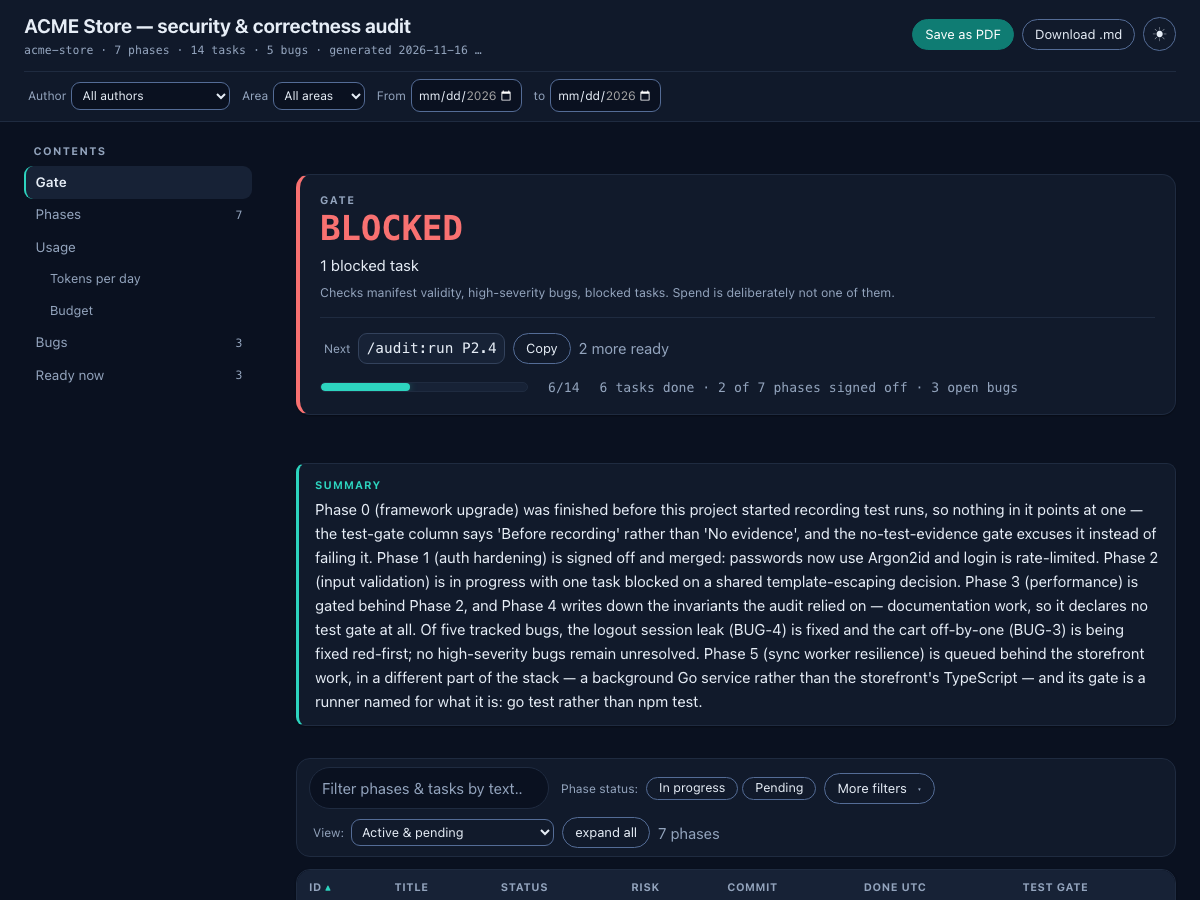 ACME Store — security & correctness audit
acme-store · 7 phases · 14 tasks · 5 bugs · generated 2026-11-16 …
Save as PDF
Download .md
Author
All authors
Area
All areas
From
mm/dd/2026
to
mm/dd/2026
CONTENTS
Gate
Phases 7
Usage
Tokens per day
Budget
Bugs 3
Ready now 3
GATE
BLOCKED
1 blocked task
Checks manifest validity, high-severity bugs, blocked tasks. Spend is deliberately not one of them.
Next /audit:run P2.4 Copy 2 more ready
6/14 6 tasks done · 2 of 7 phases signed off · 3 open bugs
SUMMARY
Phase 0 (framework upgrade) was finished before this project started recording test runs, so nothing in it points at one —
the test-gate column says 'Before recording' rather than 'No evidence', and the no-test-evidence gate excuses it instead of
failing it. Phase 1 (auth hardening) is signed off and merged: passwords now use Argon2id and login is rate-limited. Phase 2
(input validation) is in progress with one task blocked on a shared template-escaping decision. Phase 3 (performance) is
gated behind Phase 2, and Phase 4 writes down the invariants the audit relied on — documentation work, so it declares no
test gate at all. Of five tracked bugs, the logout session leak (BUG-4) is fixed and the cart off-by-one (BUG-3) is being
fixed red-first; no high-severity bugs remain unresolved. Phase 5 (sync worker resilience) is queued behind the storefront
work, in a different part of the stack — a background Go service rather than the storefront's TypeScript — and its gate is a
runner named for what it is: go test rather than npm test.
Filter phases & tasks by text..
Phase status: In progress Pending More filters ·
View: Active & pending expand all 7 phases
ID ▲ TITLE STATUS RISK COMMIT DONE UTC TEST GATE